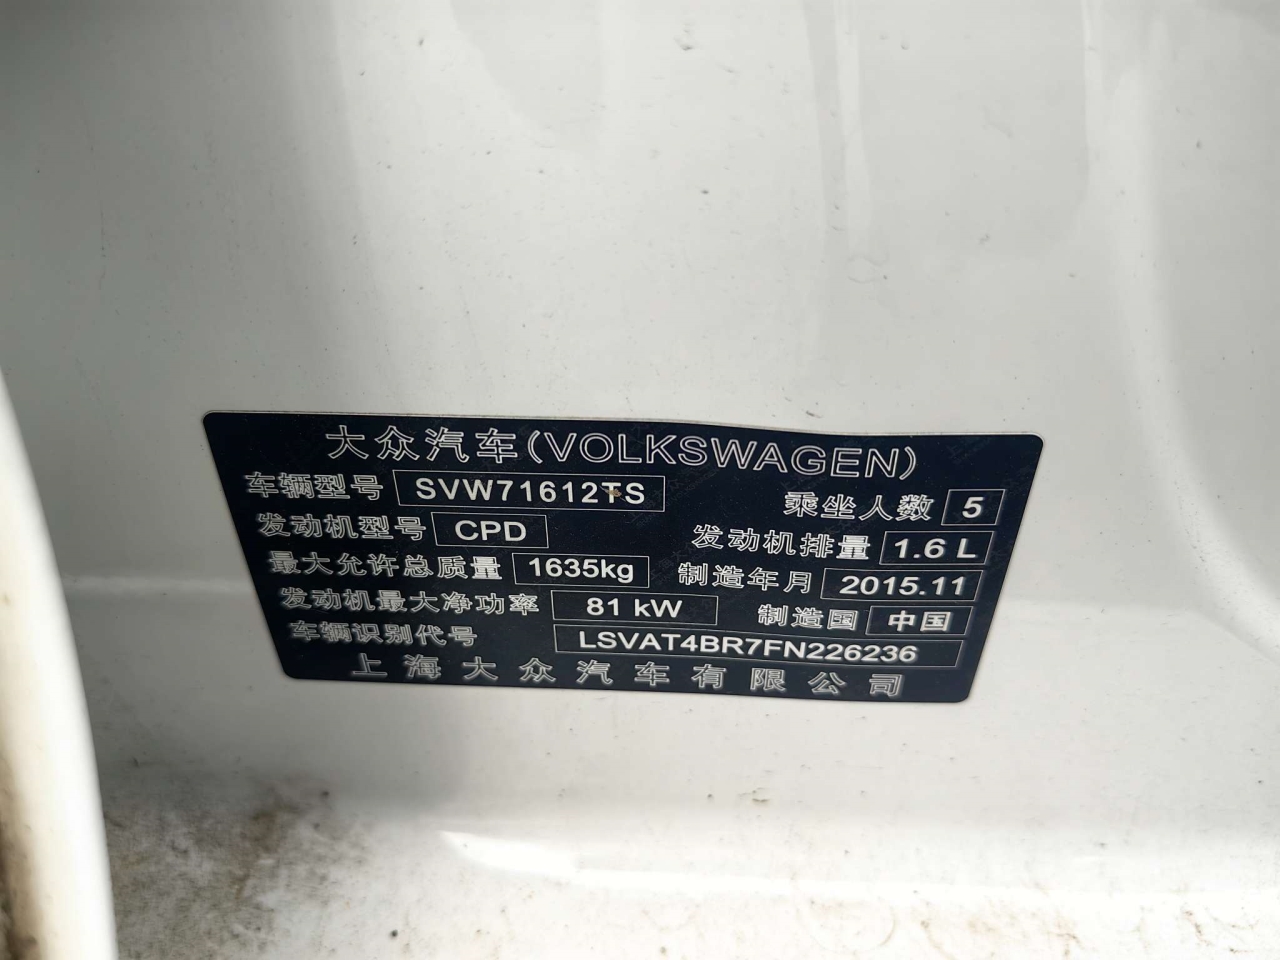 大众汽车(VOLKSWAGEN)
车辆型号 SVW71612TS 乘坐人数 5
发动机型号 CPD 发动机排量 1.6 L
最大允许总质量 1635kg 制造年月 2015.11
发动机最大净功率 81 kW 制造国 中国
车辆识别代号 LSVAT4BR7FN226236
上海大众汽车有限公司